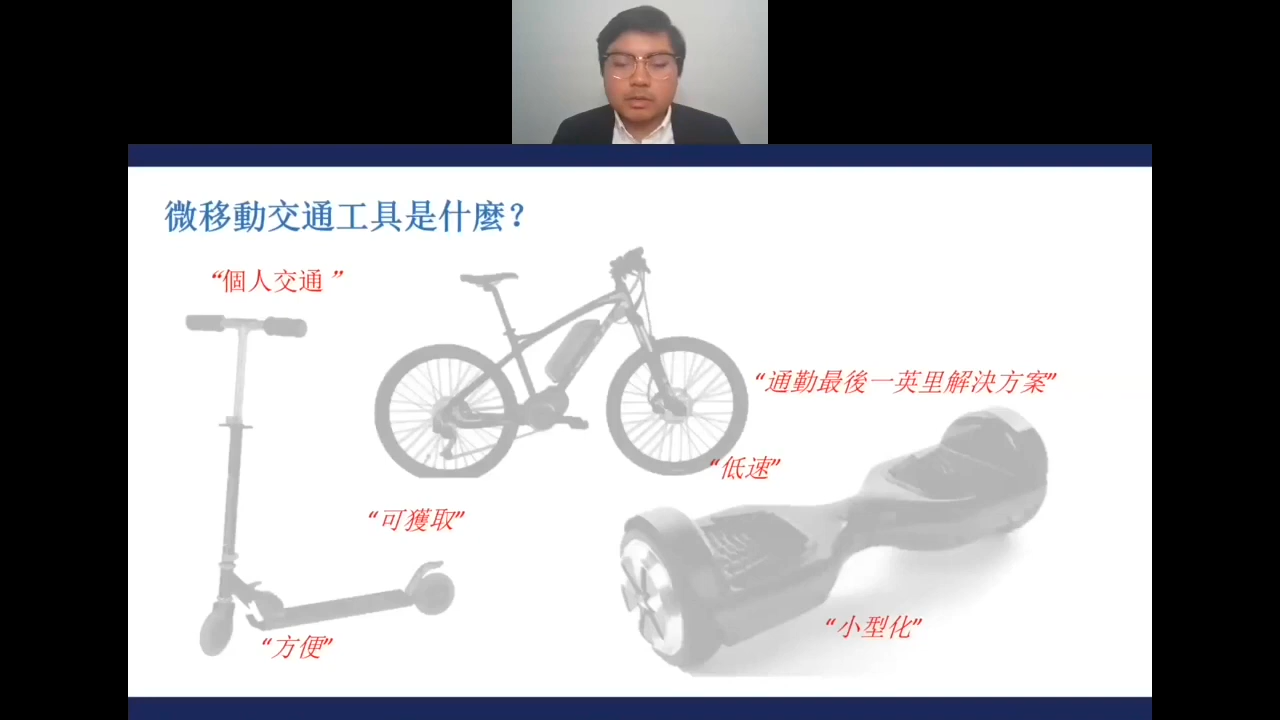 微移動交通工具是什麼？
“個人交通 ”
“通勤最後一英里解決方案”
“低速”
“可獲取”
“小型化”
“方便”